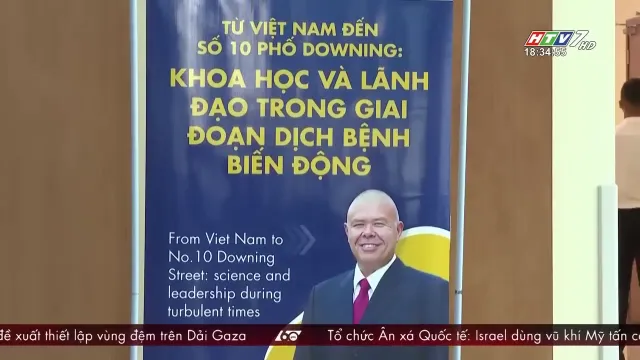 TỪ VIỆT NAM ĐẾN
SỐ 10 PHỐ DOWNING:
KHOA HỌC VÀ LÃNH
ĐẠO TRONG GIAI
ĐOẠN DỊCH BỆNH
BIẾN ĐỘNG
From Viet Nam to
No.10 Downing
Street: science and
leadership during
turbulent times
HTV7 HD
18:34:55
đề xuất thiết lập vùng đệm trên Dải Gaza
Tổ chức Ân xá Quốc tế: Israel dùng vũ khí Mỹ tấn c